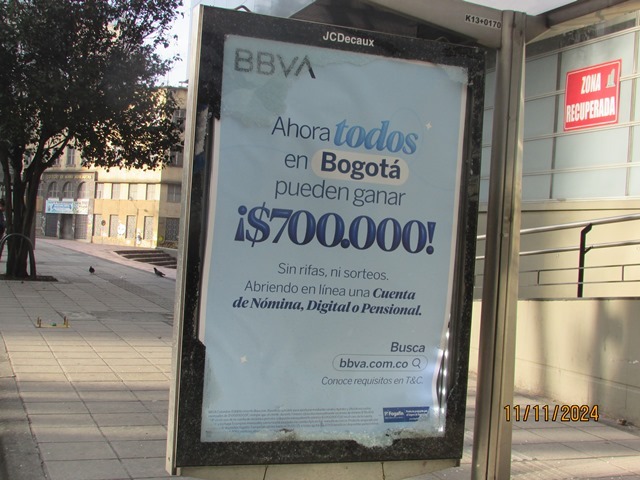 K13+0170
JCDecaux
BBVA
Ahora todos
en Bogotá
pueden ganar
¡$700.000!
Sin rifas, ni sorteos.
Abriendo en línea una Cuenta
de Nómina, Digital o Pensional.
Busca
bbva.com.co
Conoce requisitos en T&C.
ZONA
RECUPERADA
11/11/2024